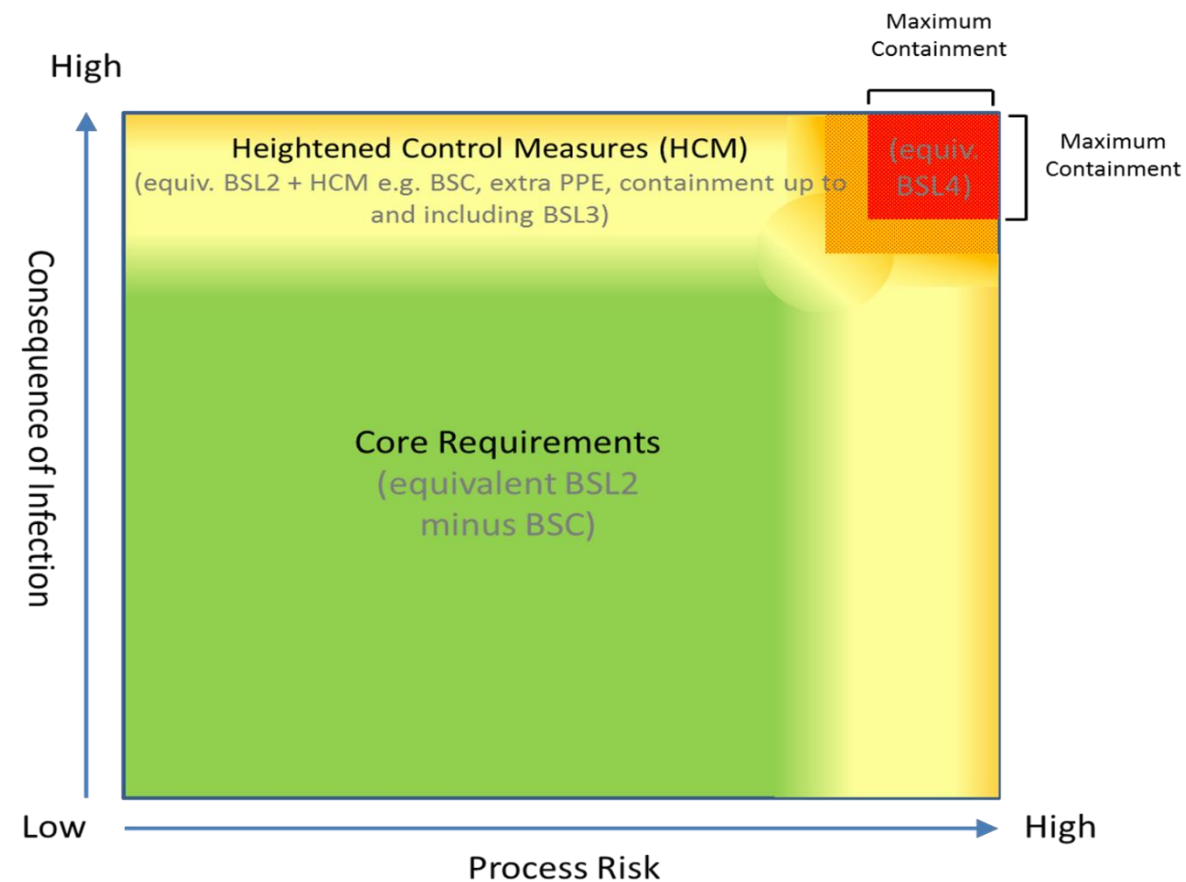 Maximum
Containment
High
Heightened Control Measures (HCM)
(equiv. BSL2 + HCM e.g. BSC, extra PPE, containment up to
and including BSL3)
(equiv.
BSL4)
Maximum
Containment
Consequence of Infection
Core Requirements
(equivalent BSL2
minus BSC)
Low
High
Process Risk